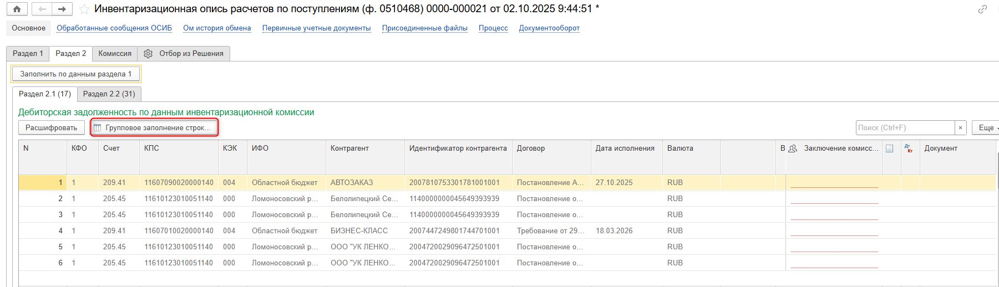 Инвентаризационная опись расчетов по поступлениям (ф. 0510468) 0000-000021 от 02.10.2025 9:44:51 *
Основное Обработанные сообщения ОСИБ Ом история обмена Первичные учетные документы Присоединенные файлы Процесс Документооборот
Раздел 1 Раздел 2 Комиссия Отбор из Решения
Заполнить по данным раздела 1
Раздел 2.1 (17) Раздел 2.2 (31)
Дебиторская задолженность по данным инвентаризационной комиссии
Расшифровать Групповое заполнение строк... Поиск (Ctrl+F) × Еще
N КФО Счет КПС КЭК ИФО Контрагент Идентификатор контрагента Договор Дата исполнения Валюта В Заключение комисс... Дт Кт Документ
1 1 209.41 11607090020000140 004 Областной бюджет АВТОЗАКАЗ 2007810753301781001001 Постановление А... 27.10.2025 RUB
2 1 205.45 11610123010051140 000 Ломоносовский р... Белолипецкий Се... 1140000000045649393939 Постановление о... RUB
3 1 205.45 11610123010051140 000 Ломоносовский р... Белолипецкий Се... 1140000000045649393939 Постановление о... RUB
4 1 209.41 11607010020000140 004 Областной бюджет БИЗНЕС-КЛАСС 2007447249801744701001 Требование от 29... 18.03.2026 RUB
5 1 205.45 11610123010051140 000 Ломоносовский р... ООО "УК ЛЕНКО... 2004720029096472501001 Постановление о... RUB
6 1 205.45 11610123010051140 000 Ломоносовский р... ООО "УК ЛЕНКО... 2004720029096472501001 Постановление о... RUB